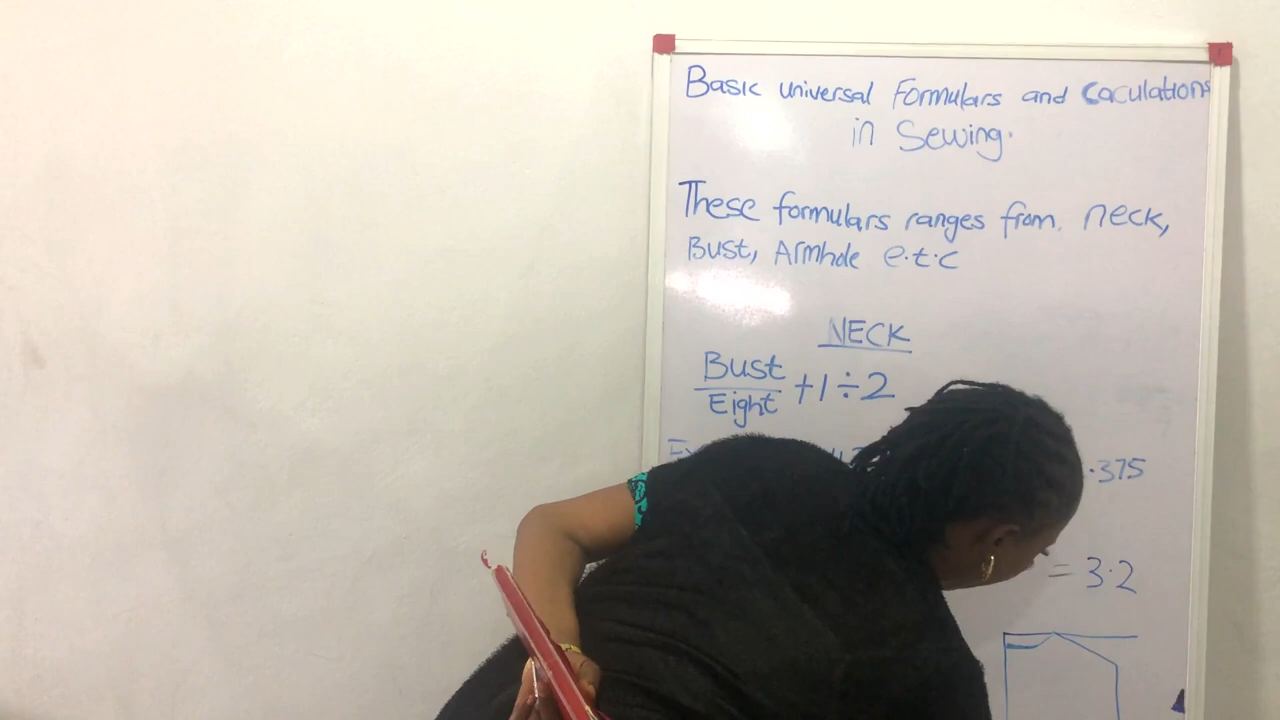 Basic universal Formulars and Caculations
in Sewing.
These formulars ranges from. neck,
Bust, Armhole e.t.c
NECK
Bust
Eight
+1÷2
.375
= 3.2